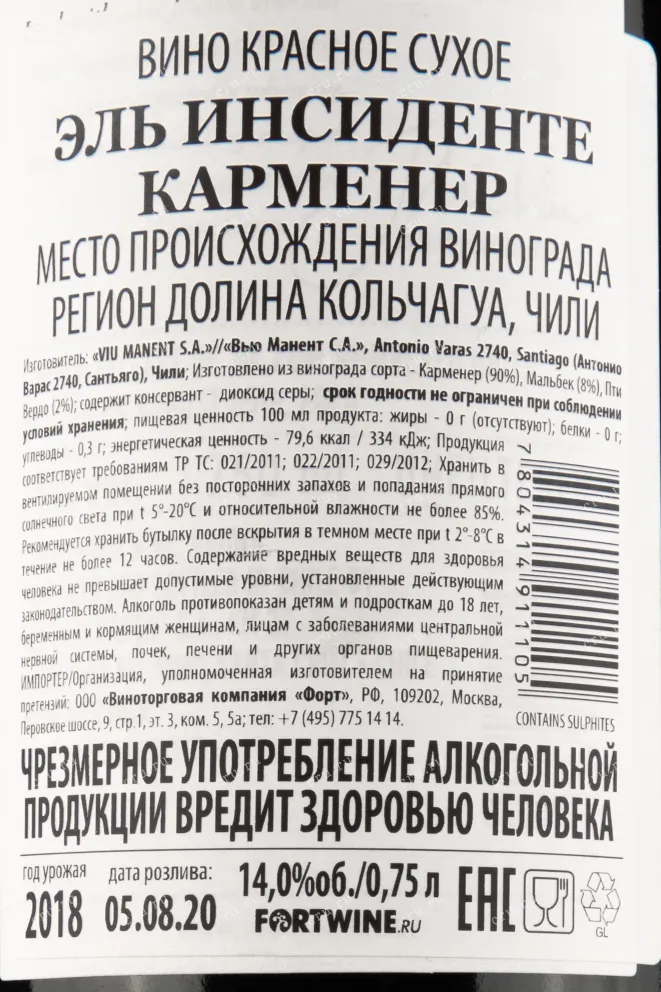 ВИНО КРАСНОЕ СУХОЕ
ЭЛЬ ИНСИДЕНТЕ
КАРМЕНЕР
МЕСТО ПРОИСХОЖДЕНИЯ ВИНОГРАДА
РЕГИОН ДОЛИНА КОЛЬЧАГУА, ЧИЛИ
Изготовитель: «VIU MANENT S.A.»//«Вью Манент С.А.», Antonio Varas 2740, Santiago (Антонио
Варас 2740, Сантьяго), Чили; Изготовлено из винограда сорта - Карменер (90%), Мальбек (8%), Пти
Вердо (2%); содержит консервант - диоксид серы; срок годности не ограничен при соблюдении
условий хранения; пищевая ценность 100 мл продукта: жиры - 0 г (отсутствуют); белки - 0 г;
углеводы - 0,3 г; энергетическая ценность - 79,6 ккал / 334 кДж; Продукция
соответствует требованиям ТР ТС: 021/2011; 022/2011; 029/2012; Хранить в
вентилируемом помещении без посторонних запахов и попадания прямого
солнечного света при t 5°-20°С и относительной влажности не более 85%.
Рекомендуется хранить бутылку после вскрытия в темном месте при t 2°-8°С в
течение не более 12 часов. Содержание вредных веществ для здоровья
человека не превышает допустимые уровни, установленные действующим
законодательством. Алкоголь противопоказан детям и подросткам до 18 лет,
беременным и кормящим женщинам, лицам с заболеваниями центральной
нервной системы, почек, печени и других органов пищеварения.
ИМПОРТЕР/Организация, уполномоченная изготовителем на принятие
претензий: ООО «Виноторговая компания «Форт», РФ, 109202, Москва,
Перовское шоссе, 9, стр.1, эт. 3, ком. 5, 5а; тел: +7 (495) 775 14 14.
7 804314 911105
CONTAINS SULPHITES
ЧРЕЗМЕРНОЕ УПОТРЕБЛЕНИЕ АЛКОГОЛЬНОЙ
ПРОДУКЦИИ ВРЕДИТ ЗДОРОВЬЮ ЧЕЛОВЕКА
год урожая
2018
дата розлива:
05.08.20
14,0%об./0,75 л
FORTWINE.RU
EAC
GL